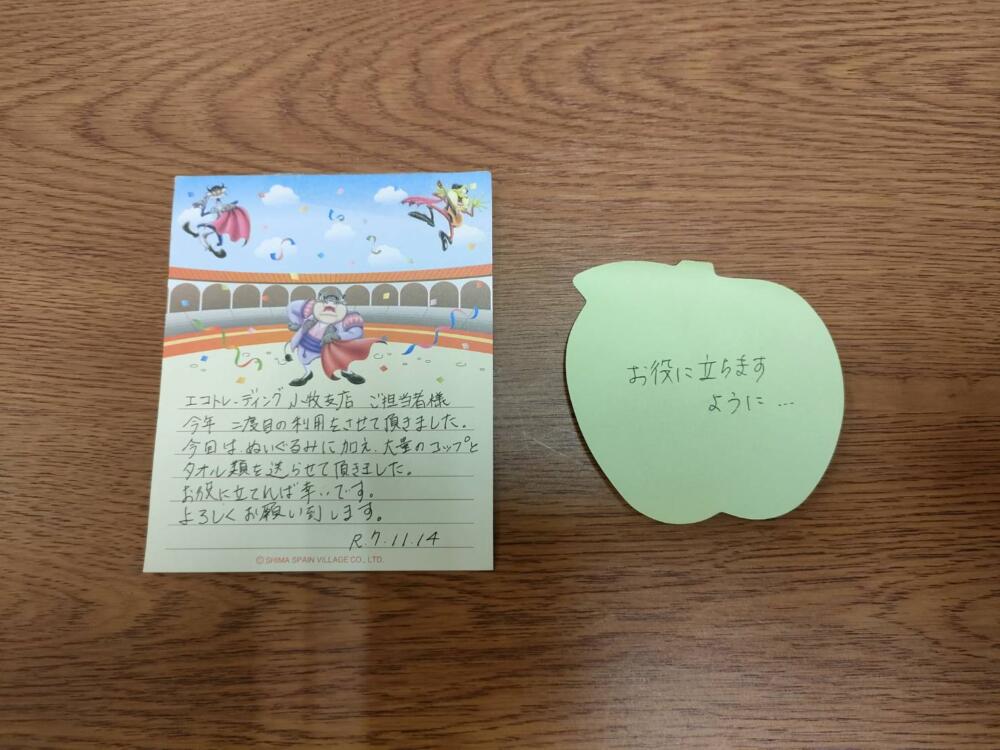 エコトレーディング小牧支店 ご担当者様
今年 二度目の利用をさせて頂きました。
今回は、ぬいぐるみに加え、大量のコップと
タオル類を送らせて頂きました。
お役に立てれば幸いです。
よろしくお願い致します。
R.7.11.14
© SHIMA SPAIN VILLAGE CO., LTD.
お役に立ちます
ように…